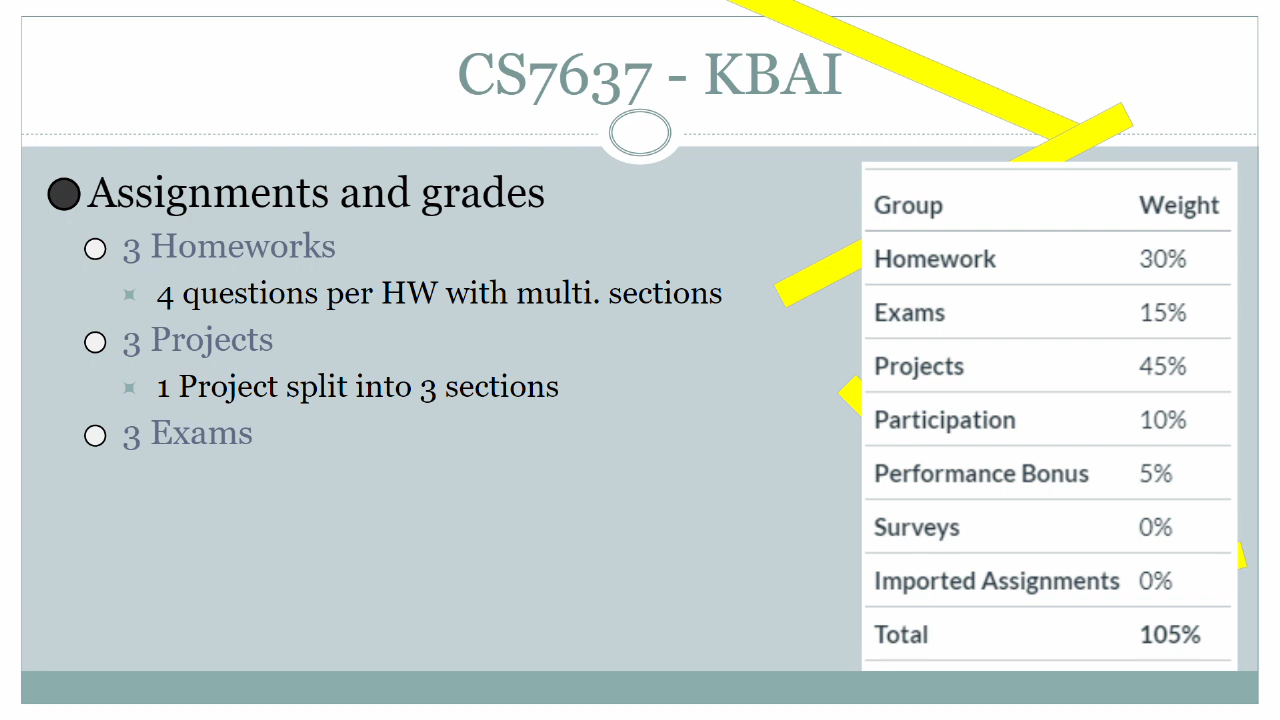 CS7637 - KBAI
Assignments and grades
3 Homeworks
4 questions per HW with multi. sections
3 Projects
1 Project split into 3 sections
3 Exams
Group Weight
Homework 30%
Exams 15%
Projects 45%
Participation 10%
Performance Bonus 5%
Surveys 0%
Imported Assignments 0%
Total 105%